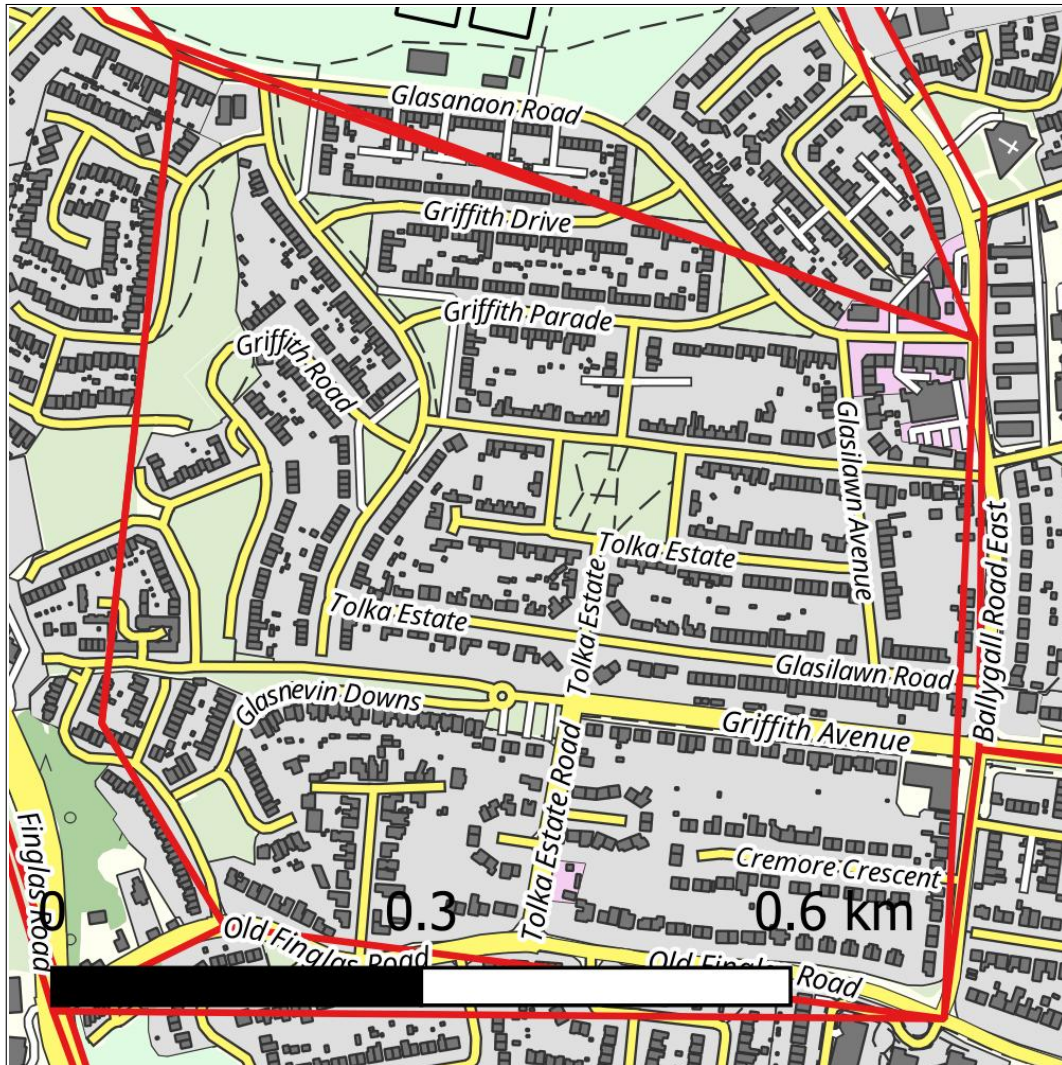 Glasanaon Road
Griffith Drive
Griffith Parade
Griffith Road
Glasilawn Avenue
Ballygall Road East
Tolka Estate
Tolka Estate
Tolka Estate
Glasilawn Road
Glasnevin Downs
Griffith Avenue
Tolka Estate Road
Finglas Road
Cremore Crescent
0
0.3
0.6 km
Old Finglas Road
Old Finglas Road